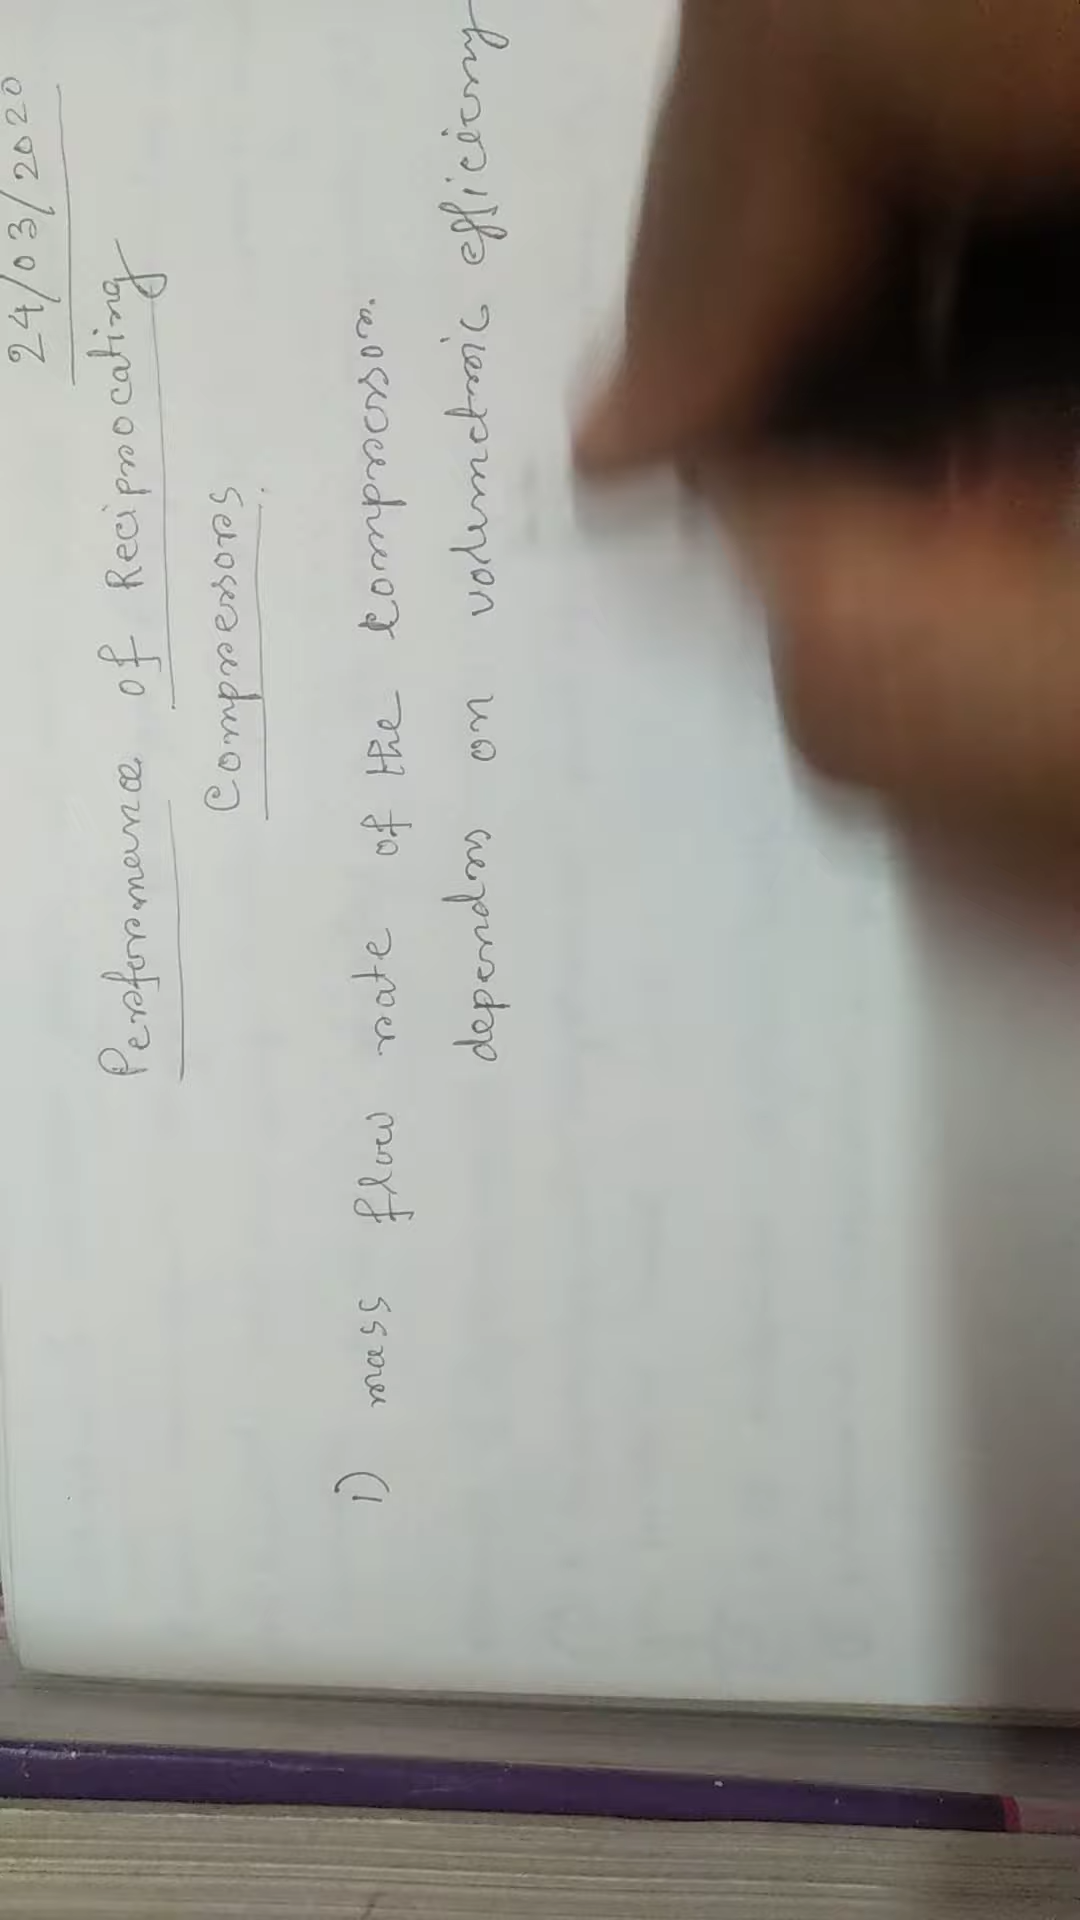 24/03/2020
Performance of Reciprocating
Compressors
1) mass flow rate of the compressor.
depends on volumetric efficiency